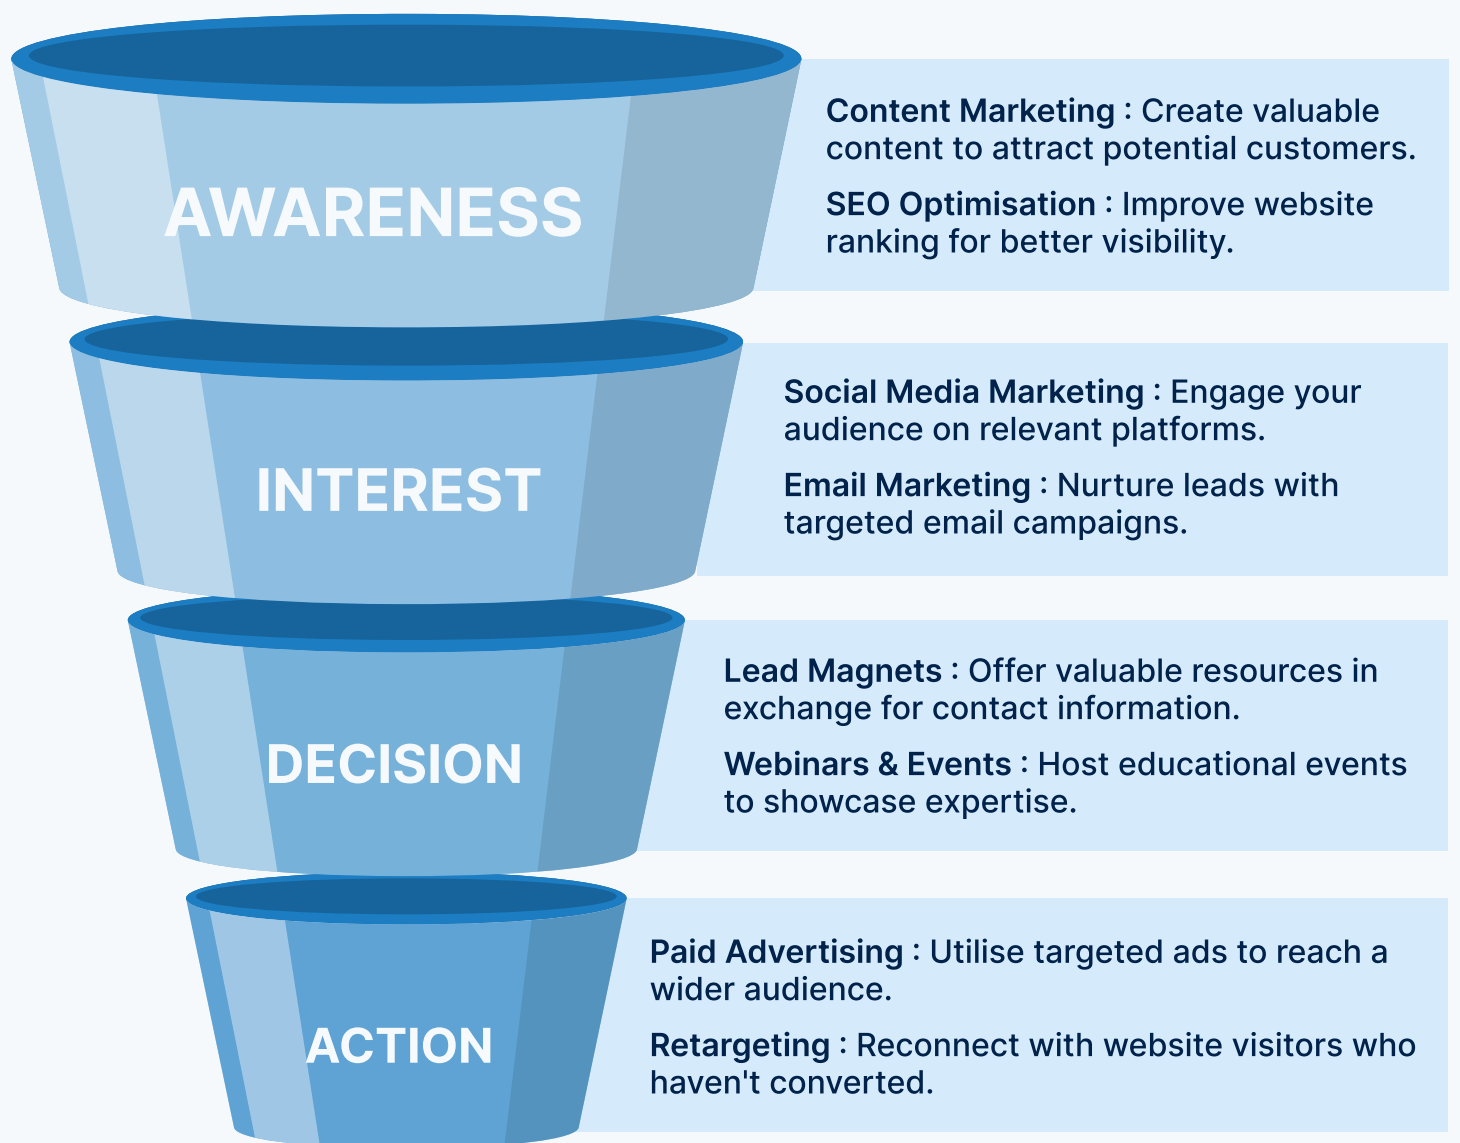 AWARENESS
Content Marketing : Create valuable
content to attract potential customers.
SEO Optimisation : Improve website
ranking for better visibility.
INTEREST
Social Media Marketing : Engage your
audience on relevant platforms.
Email Marketing : Nurture leads with
targeted email campaigns.
DECISION
Lead Magnets : Offer valuable resources in
exchange for contact information.
Webinars & Events : Host educational events
to showcase expertise.
ACTION
Paid Advertising : Utilise targeted ads to reach a
wider audience.
Retargeting : Reconnect with website visitors who
haven't converted.